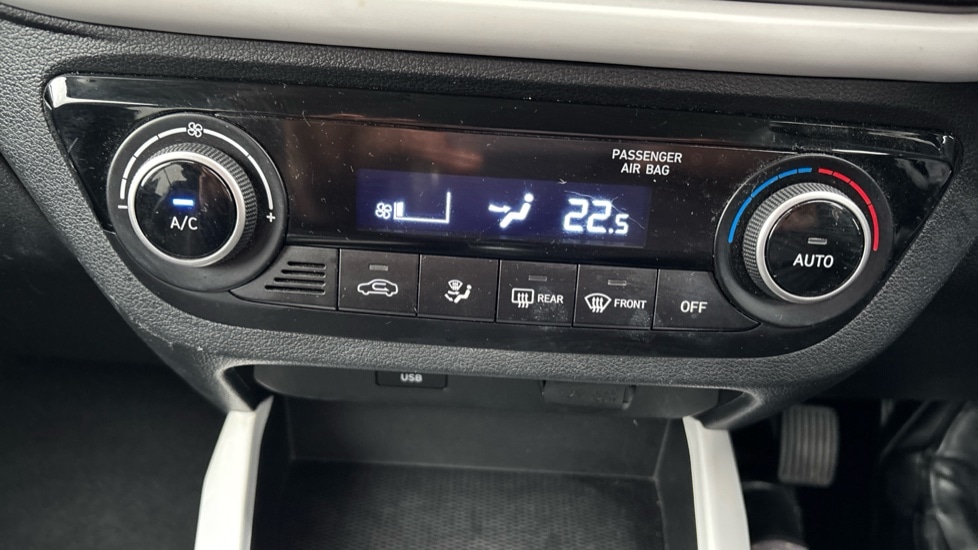 PASSENGER
AIR BAG
22.5
- A/C +
AUTO
REAR
FRONT
OFF
USB